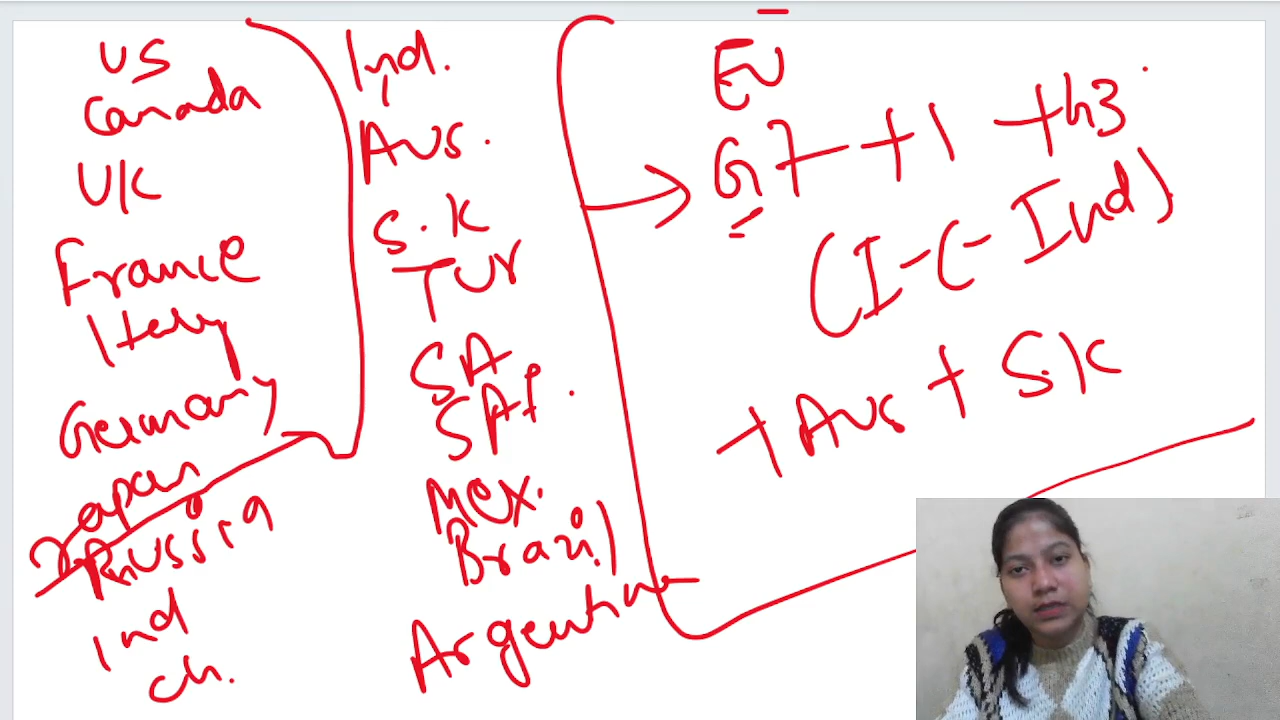 US
Canada
UK
France
Italy
Germany
Japan
Russia
Ind
Ch.
Ind.
Aus.
S.K
TUr
SA
SAf.
Mex.
Brazil
Argentina
EU
G7 + 1 + h3
(I-C-Ind)
+ Aus + S.K